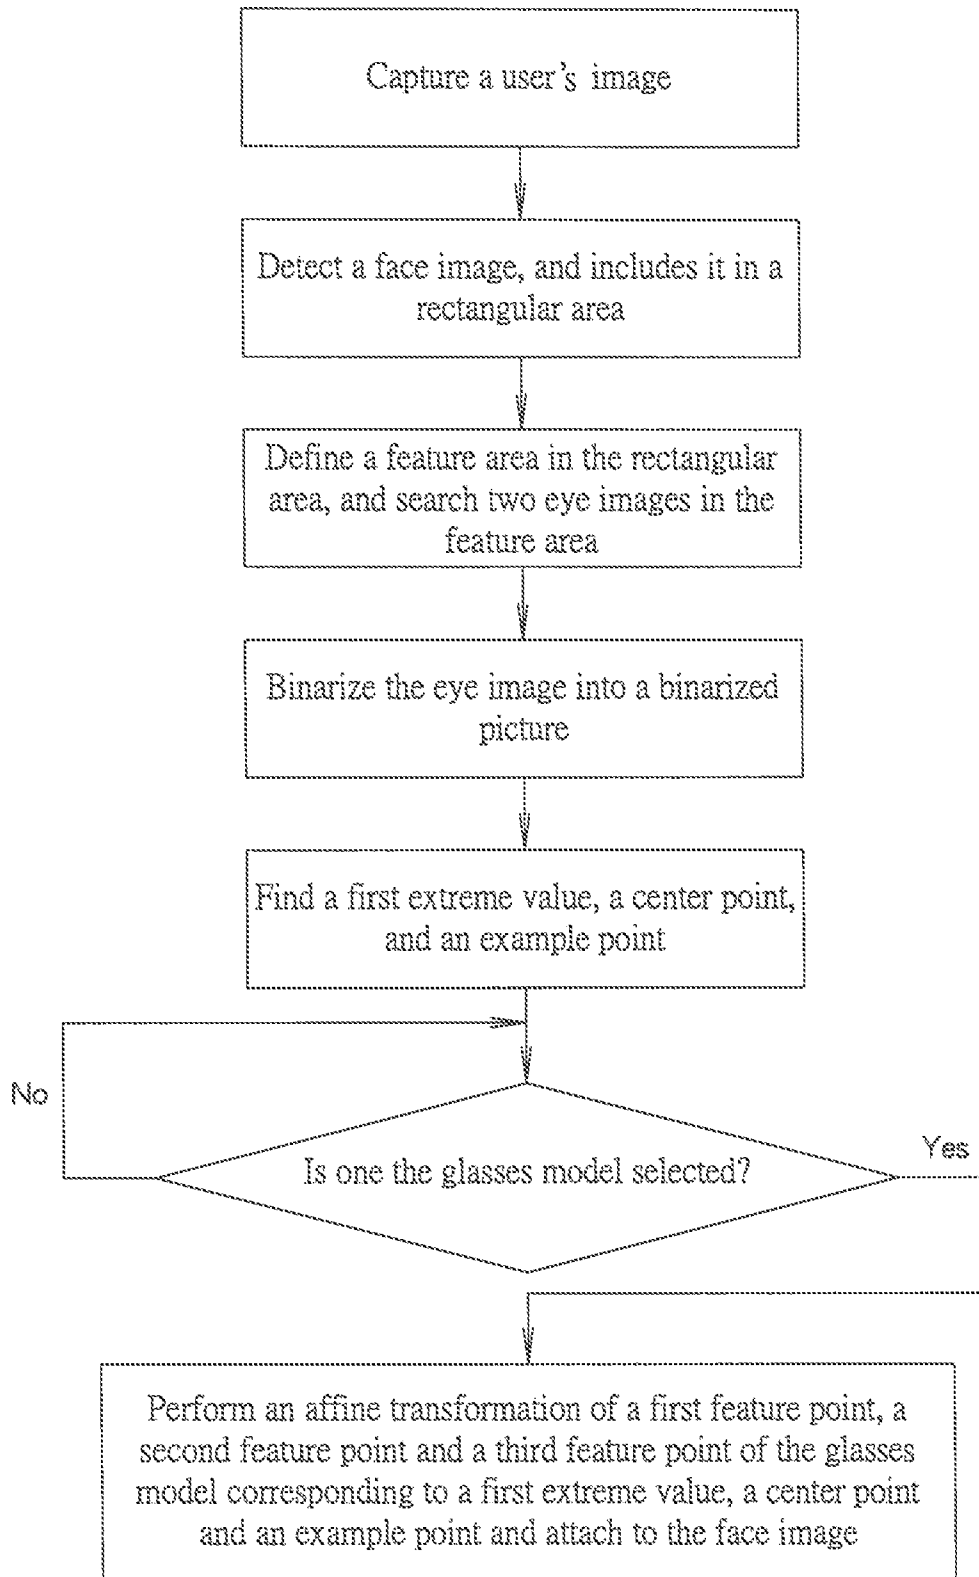 Capture a user's image
Detect a face image, and includes it in a
rectangular area
Define a feature area in the rectangular
area, and search two eye images in the
feature area
Binarize the eye image into a binarized
picture
Find a first extreme value, a center point,
and an example point
No
Is one the glasses model selected?
Yes
Perform an affine transformation of a first feature point, a
second feature point and a third feature point of the glasses
model corresponding to a first extreme value, a center point
and an example point and attach to the face image